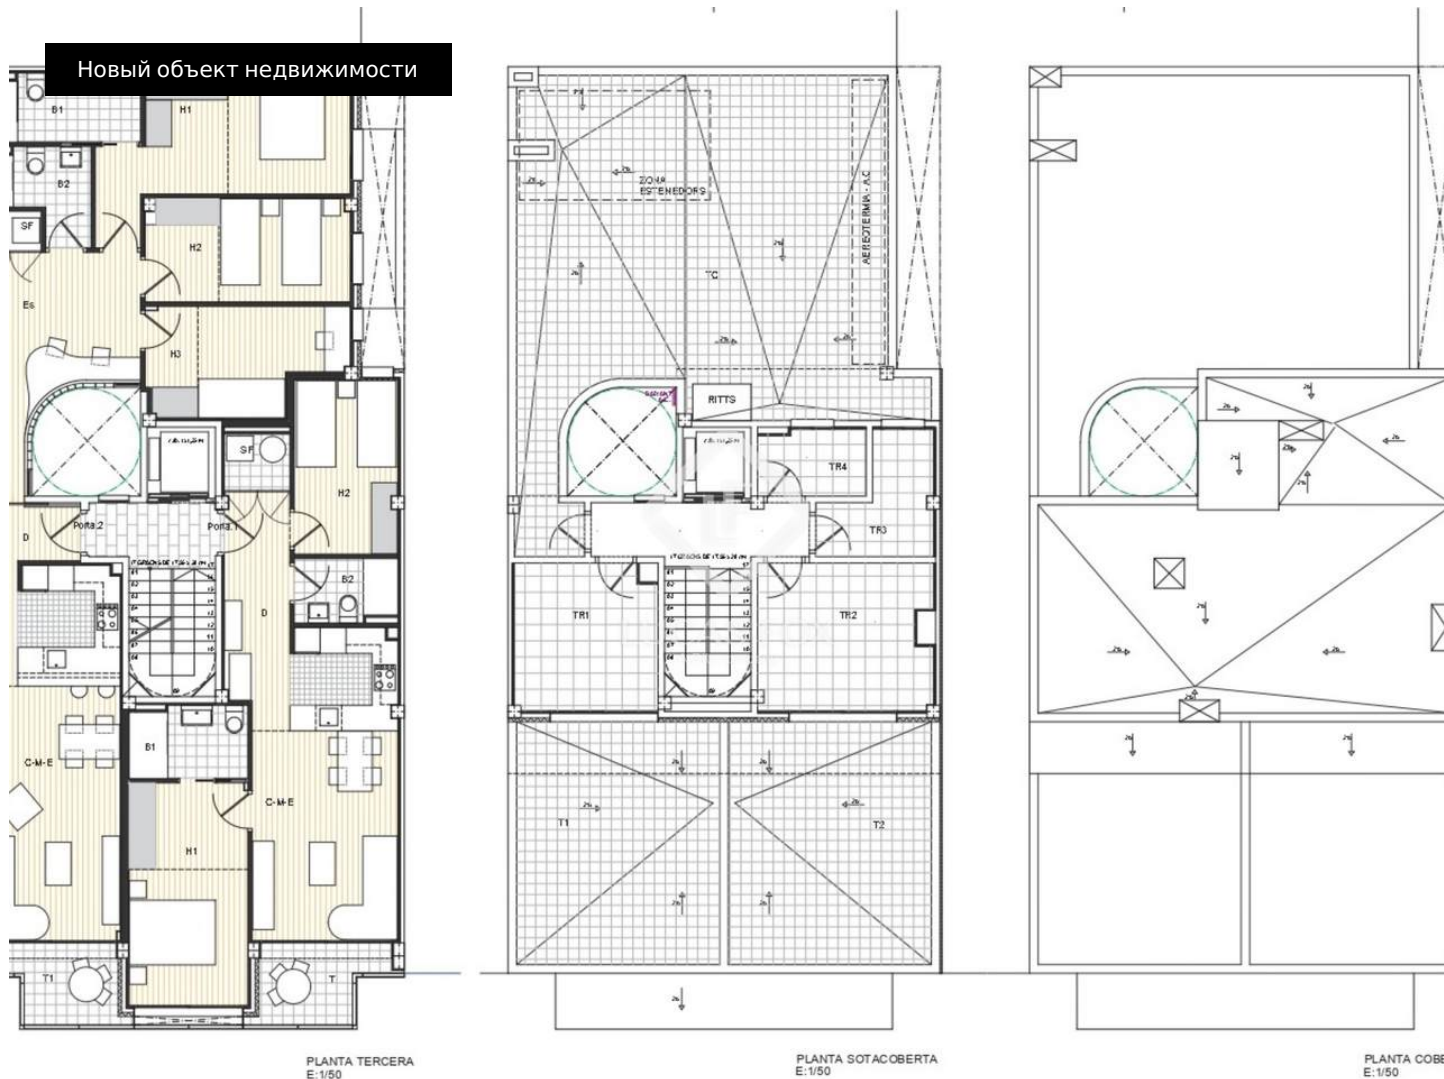 Новый объект недвижимости
B1
H1
B2
SF
H2
Es
H3
SF
H2
Porta 2
Porta 1
D
B2
D
C-M-E
B1
C-M-E
H1
T1
T
PLANTA TERCERA
E:1/50
ZONA
ESTENEDORS
AEROTERMIA - A.C
TC
RITTS
TR4
TR3
TR1
TR2
T1
T2
PLANTA SOTACOBERTA
E:1/50
PLANTA COBE
E:1/50